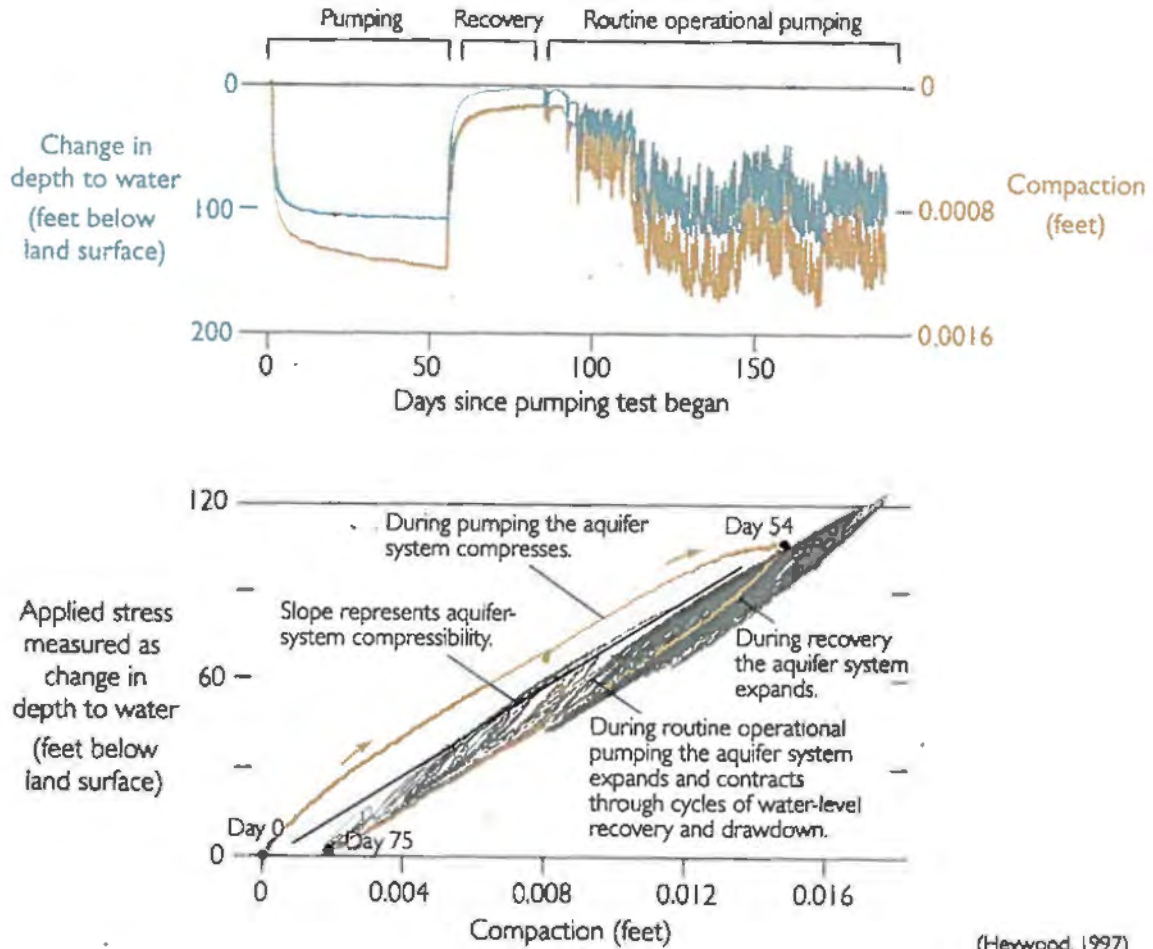 Pumping
Recovery
Routine operational pumping
0
100
200
Change in
depth to water
(feet below
land surface)
0
0.0008
0.0016
Compaction
(feet)
0
50
100
150
Days since pumping test began
120
60
0
Applied stress
measured as
change in
depth to water
(feet below
land surface)
During pumping the aquifer
system compresses.
Day 54
Slope represents aquifer-
system compressibility.
During recovery
the aquifer system
expands.
During routine operational
pumping the aquifer system
expands and contracts
through cycles of water-level
recovery and drawdown.
Day 0
Day 75
0
0.004
0.008
0.012
0.016
Compaction (feet)
(Heywood, 1997)